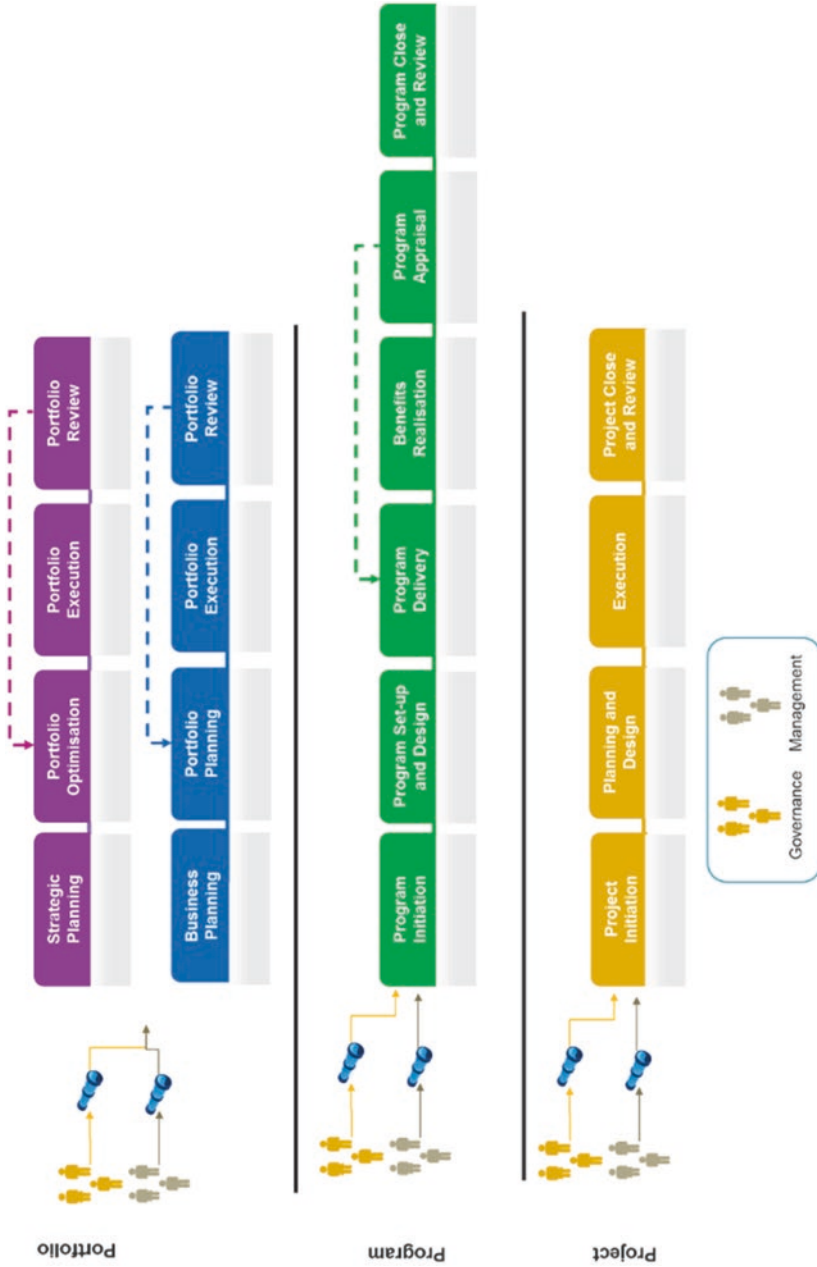 Portfolio
Strategic
Planning
Portfolio
Optimisation
Portfolio
Execution
Portfolio
Review
Business
Planning
Portfolio
Planning
Portfolio
Execution
Portfolio
Review
Program
Program
Initiation
Program Set-up
and Design
Program
Delivery
Benefits
Realisation
Program
Appraisal
Program Close
and Review
Project
Project
Initiation
Planning and
Design
Execution
Project Close
and Review
Governance
Management